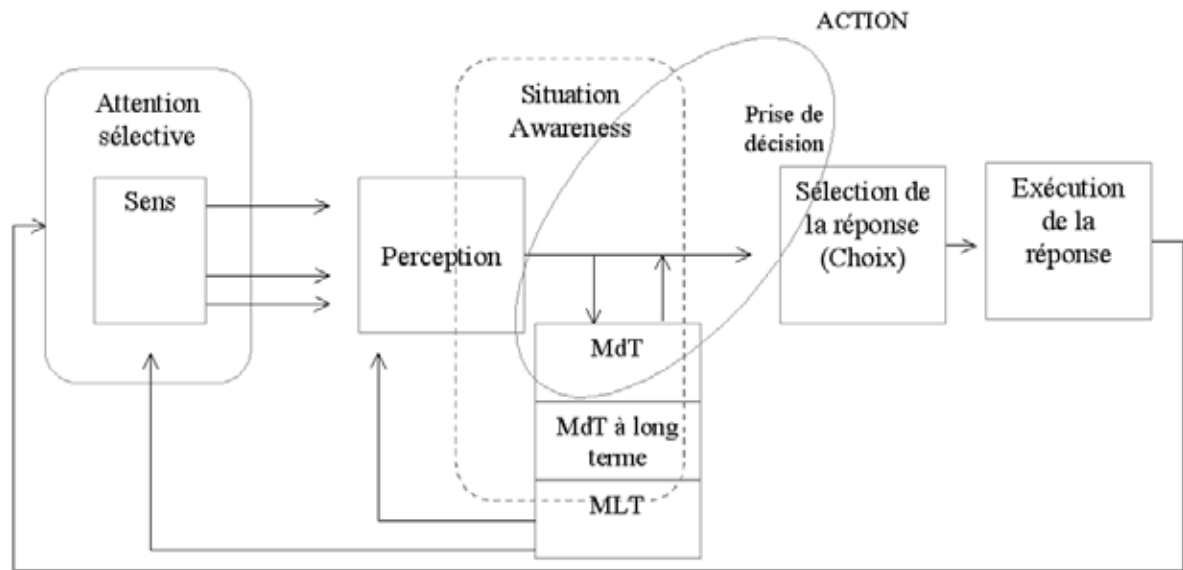 ACTION
Attention
sélective
Sens
Situation
Awareness
Perception
Prise de
décision
Sélection de
la réponse
(Choix)
Exécution
de la
réponse
MdT
MdT à long
terme
MLT